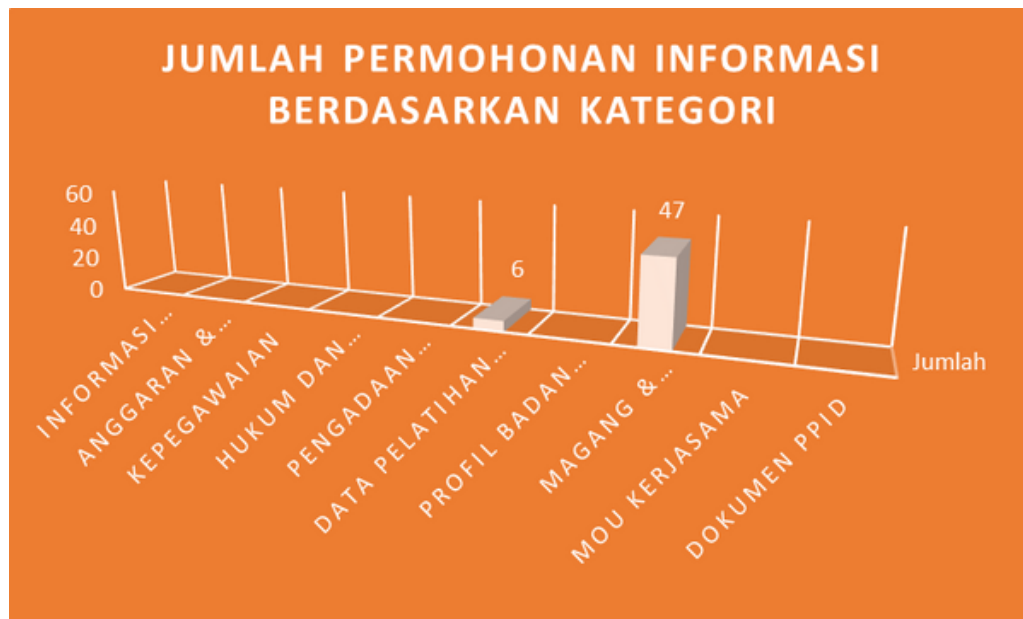 JUMLAH PERMOHONAN INFORMASI
BERDASARKAN KATEGORI
60
40
20
0
6
47
INFORMASI…
ANGGARAN &…
KEPEGAWAIAN
HUKUM DAN…
PENGADAAN…
DATA PELATIHAN…
PROFIL BADAN…
MAGANG &…
MOU KERJASAMA
DOKUMEN PPID
Jumlah